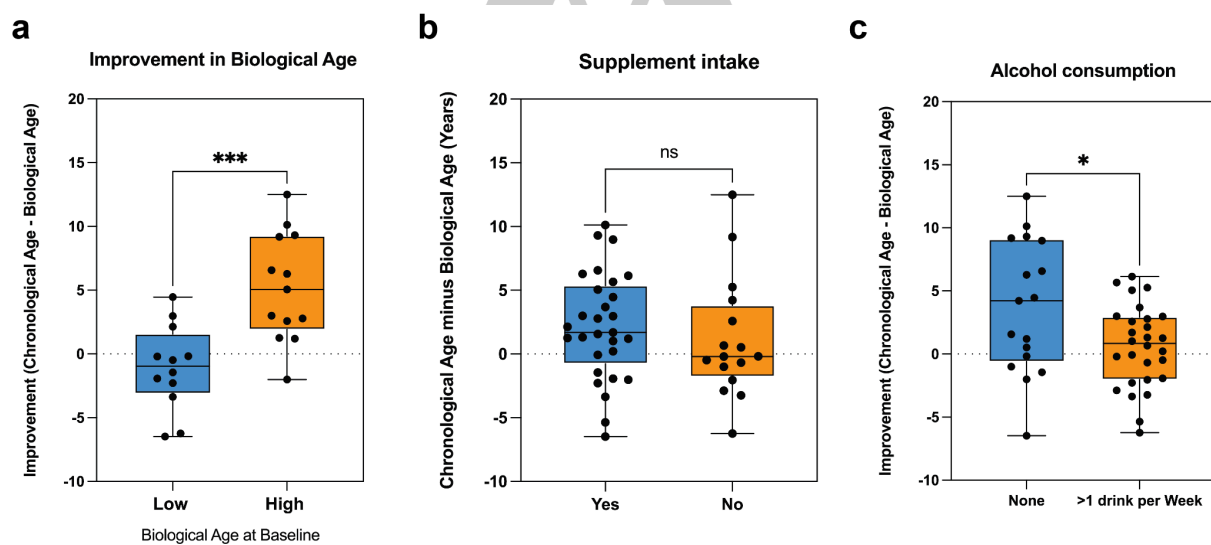 a
Improvement in Biological Age
Improvement (Chronological Age - Biological Age)
20
15
10
5
0
-5
-10
***
Low
High
Biological Age at Baseline
b
Supplement intake
Chronological Age minus Biological Age (Years)
20
15
10
5
0
-5
-10
ns
Yes
No
c
Alcohol consumption
Improvement (Chronological Age - Biological Age)
20
15
10
5
0
-5
-10
*
None
>1 drink per Week